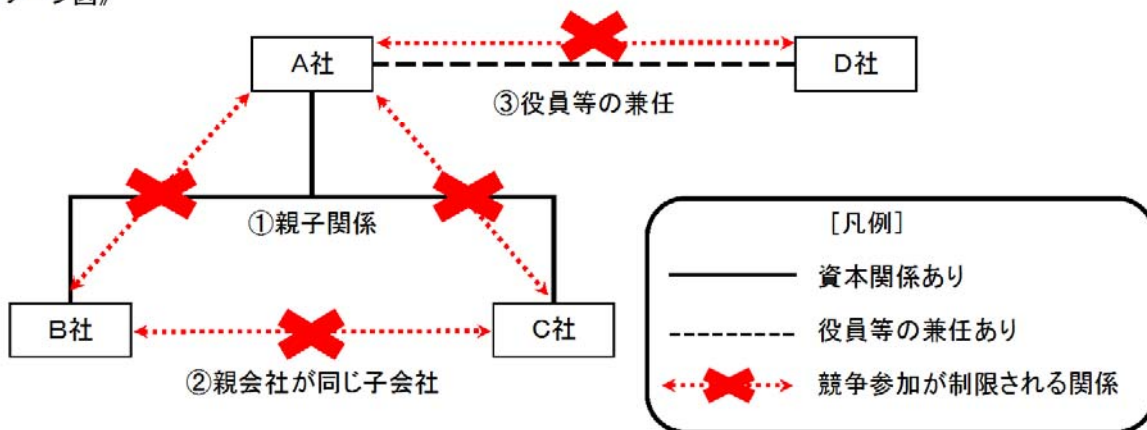 A社
D社
③役員等の兼任
①親子関係
B社
C社
②親会社が同じ子会社
［凡例］
資本関係あり
役員等の兼任あり
競争参加が制限される関係